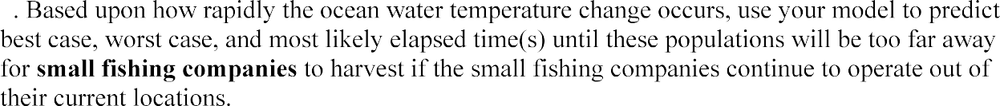 . Based upon how rapidly the ocean water temperature change occurs, use your model to predict
best case, worst case, and most likely elapsed time(s) until these populations will be too far away
for small fishing companies to harvest if the small fishing companies continue to operate out of
their current locations.